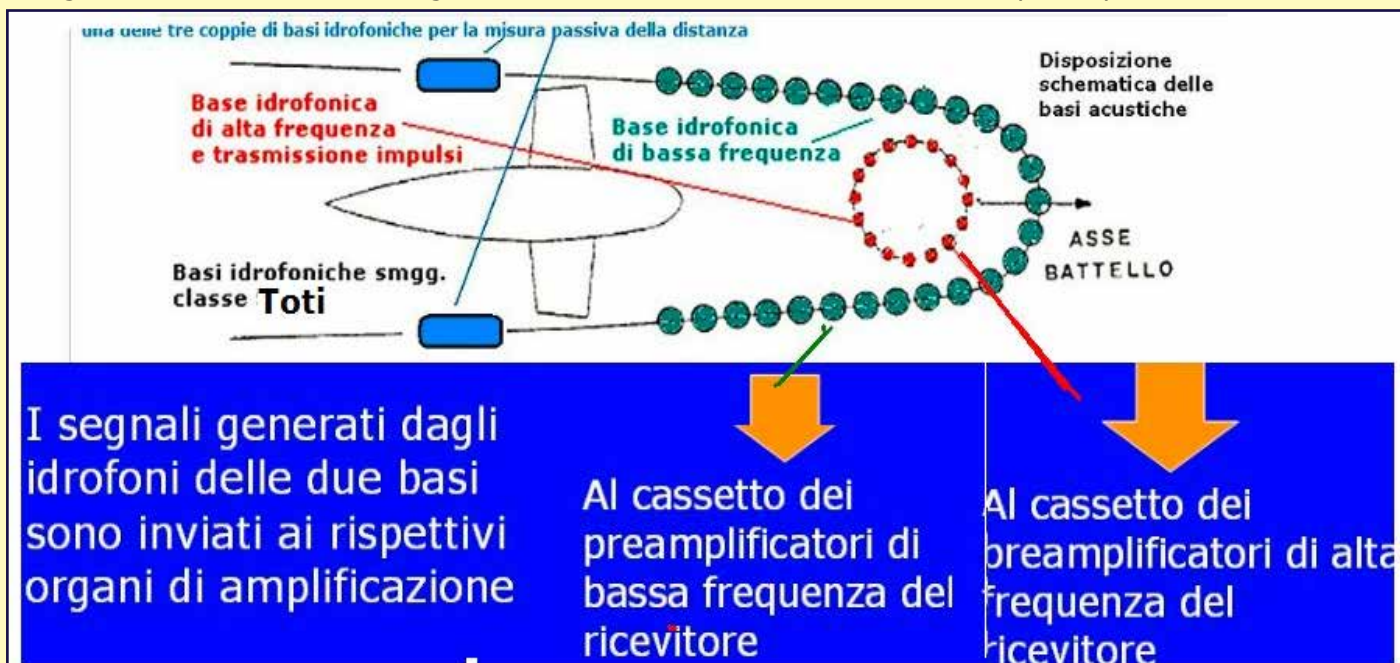 una delle tre coppie di basi idrofoniche per la misura passiva della distanza
Disposizione
schematica delle
basi acustiche
Base idrofonica
di alta frequenza
e trasmissione impulsi
Base idrofonica
di bassa frequenza
ASSE
BATTELLO
Basi idrofoniche smgg.
classe Toti
I segnali generati dagli
idrofoni delle due basi
sono inviati ai rispettivi
organi di amplificazione
Al cassetto dei
preamplificatori di
bassa frequenza del
ricevitore
Al cassetto dei
preamplificatori di alta
frequenza del
ricevitore